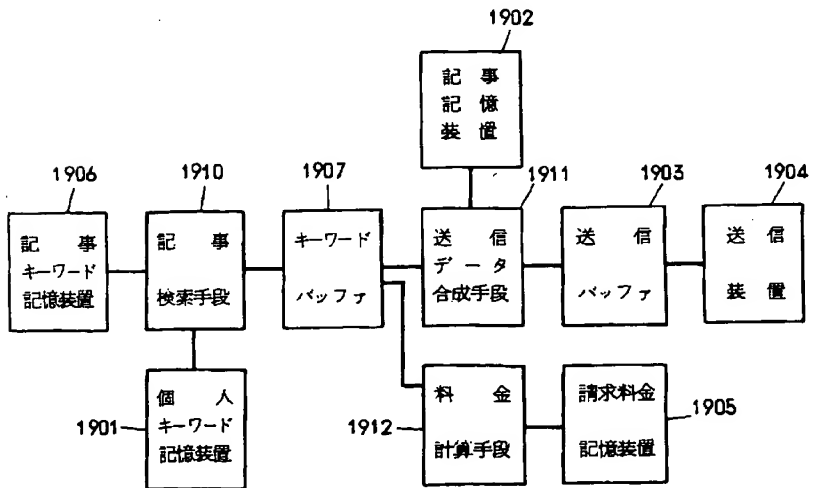 1902
記事
記憶
装置
1906
1910
1907
1911
1903
1904
記事
キーワード
記憶装置
記事
検索手段
キーワード
バッファ
送信
データ
合成手段
送信
バッファ
送信
装置
1901
個人
キーワード
記憶装置
1912
料金
計算手段
請求料金
記憶装置
1905